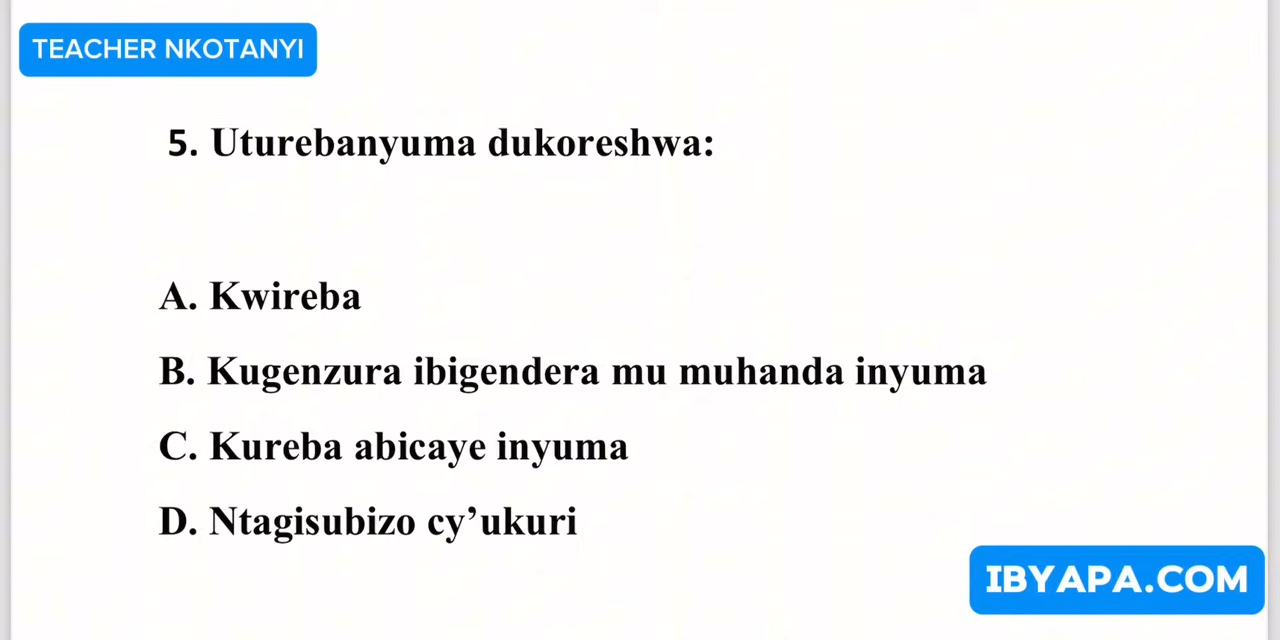 TEACHER NKOTANYI
5. Uturebanyuma dukoreshwa:
A. Kwireba
B. Kugenzura ibigendera mu muhanda inyuma
C. Kureba abicaye inyuma
D. Ntagisubizo cy’ukuri
IBYAPA.COM